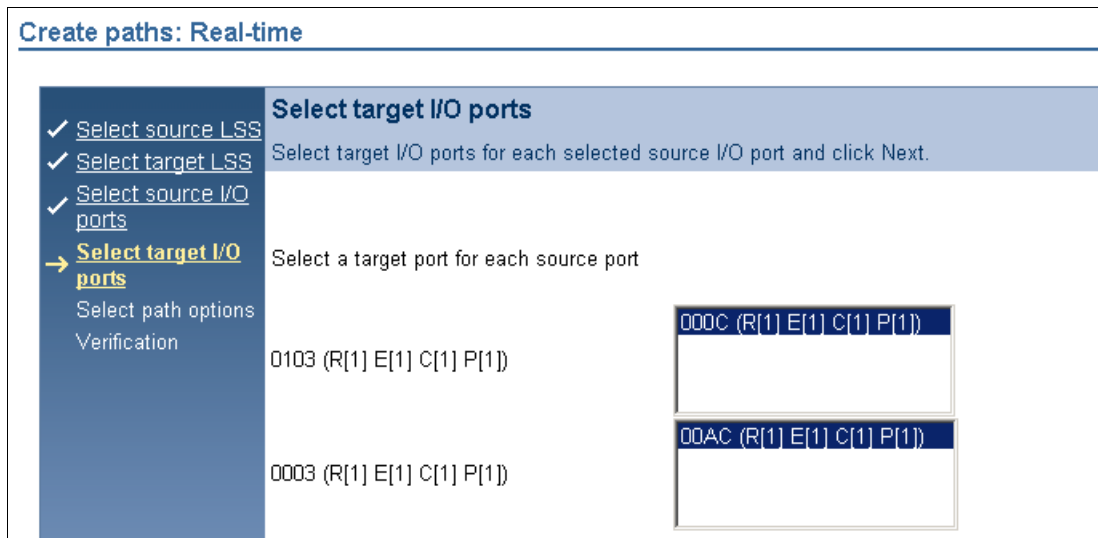 Create paths: Real-time
Select source LSS
Select target LSS
Select source I/O
ports
Select target I/O
ports
Select path options
Verification
Select target I/O ports
Select target I/O ports for each selected source I/O port and click Next.
Select a target port for each source port
0103 (R[1] E[1] C[1] P[1])
000C (R[1] E[1] C[1] P[1])
0003 (R[1] E[1] C[1] P[1])
00AC (R[1] E[1] C[1] P[1])